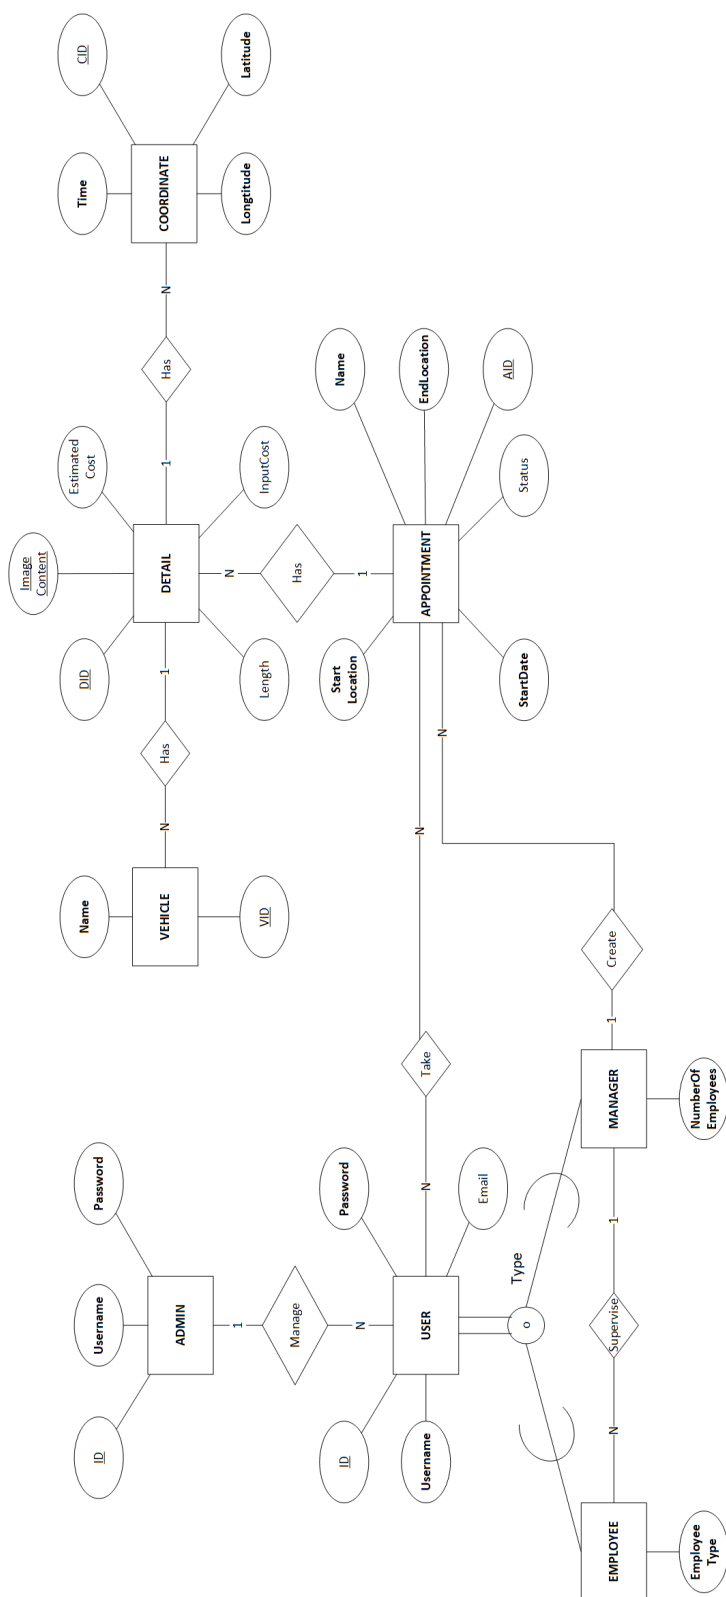 CID
Latitude
Time
COORDINATE
Longtitude
N
Has
1
Estimated
Cost
InputCost
Image
Content
DETAIL
DID
Length
N
Has
1
Name
EndLocation
AID
Status
APPOINTMENT
Start
Location
StartDate
1
Has
N
Name
VEHICLE
VID
N
N
Create
1
Take
N
MANAGER
NumberOf
Employees
Password
Username
ADMIN
ID
1
Manage
N
Password
Email
USER
ID
Username
Type
o
1
Supervise
N
EMPLOYEE
Employee
Type